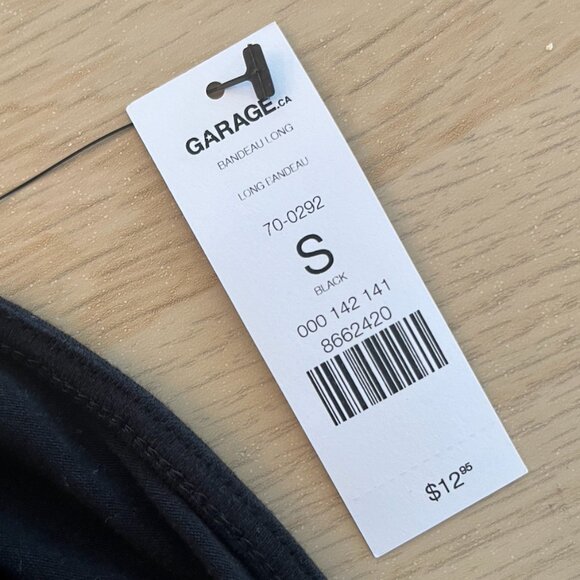 GARAGE.CA
BANDEAU LONG
LONG BANDEAU
70-0292
S
BLACK
000 142 141
8662420
$12.95